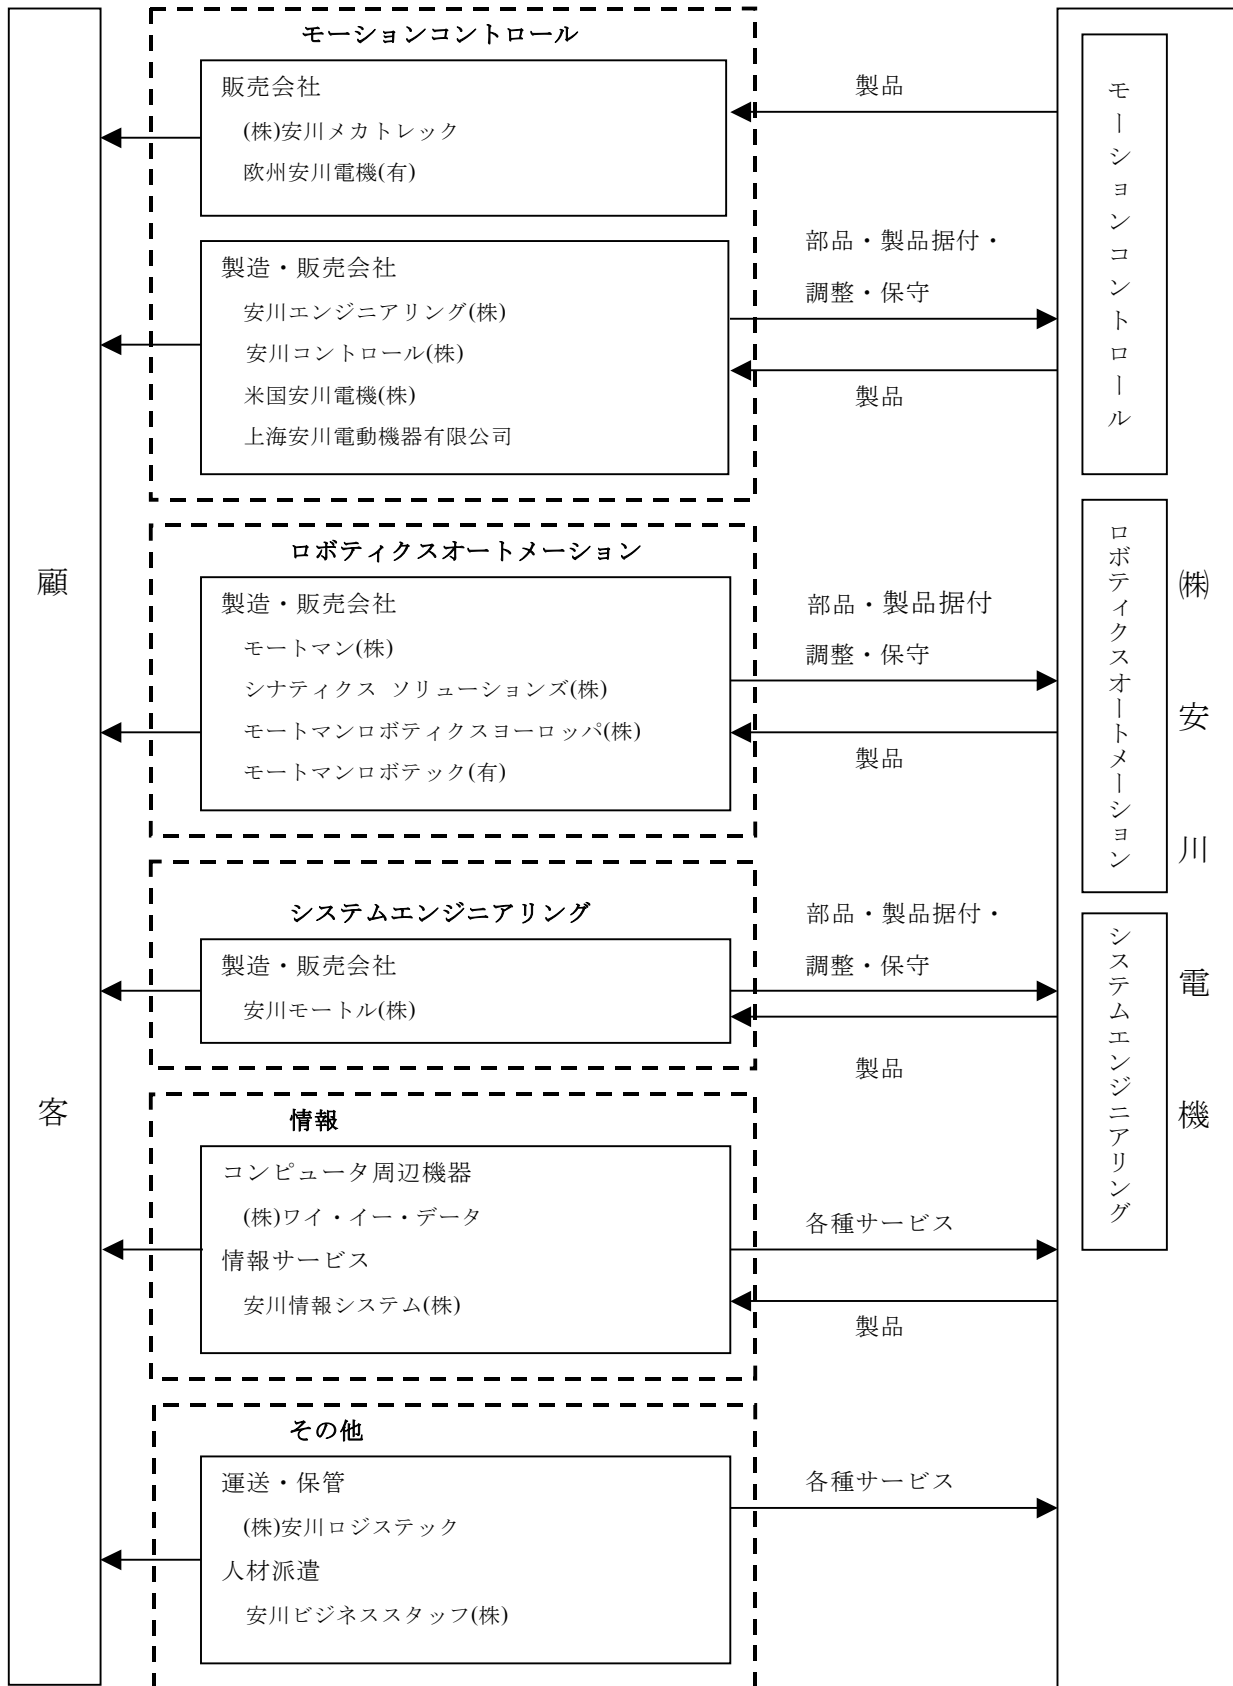 モーションコントロール
販売会社
(株)安川メカトレック
欧州安川電機(有)
製品
製造・販売会社
安川エンジニアリング(株)
安川コントロール(株)
米国安川電機(株)
上海安川電動機器有限公司
部品・製品据付・
調整・保守
製品
モーションコントロール
ロボティクスオートメーション
製造・販売会社
モートマン(株)
シナティクス ソリューションズ(株)
モートマンロボティクスヨーロッパ(株)
モートマンロボテック(有)
部品・製品据付
調整・保守
製品
ロボティクスオートメーション
システムエンジニアリング
製造・販売会社
安川モートル(株)
部品・製品据付・
調整・保守
製品
システムエンジニアリング
情報
コンピュータ周辺機器
(株)ワイ・イー・データ
情報サービス
安川情報システム(株)
各種サービス
製品
その他
運送・保管
(株)安川ロジステック
人材派遣
安川ビジネススタッフ(株)
各種サービス
顧客
㈱安川電機